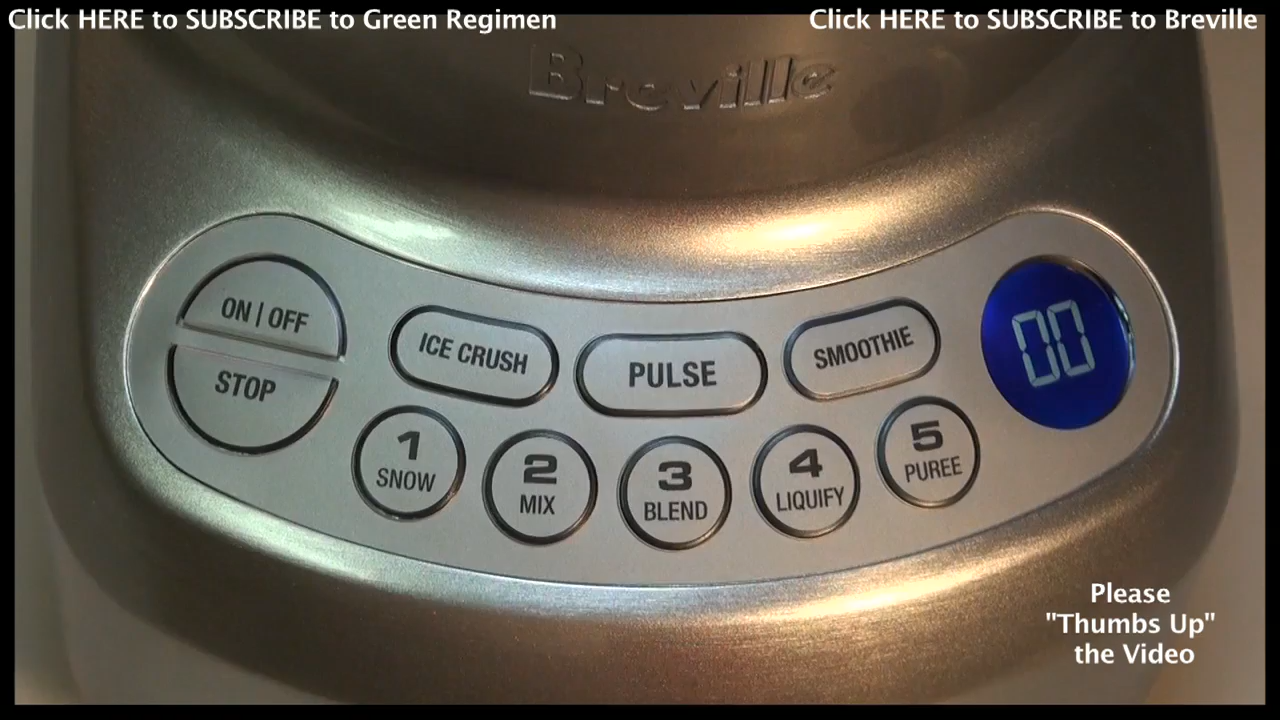 Click HERE to SUBSCRIBE to Green Regimen
Click HERE to SUBSCRIBE to Breville
Breville
ON | OFF
STOP
ICE CRUSH
PULSE
SMOOTHIE
00
1
SNOW
2
MIX
3
BLEND
4
LIQUIFY
5
PUREE
Please
"Thumbs Up"
the Video